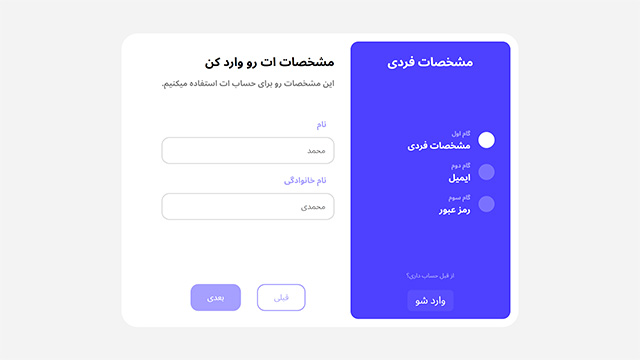 مشخصات فردی
گام اول
مشخصات فردی
گام دوم
ایمیل
گام سوم
رمز عبور
از قبل حساب داری؟
وارد شو
مشخصات ات رو وارد کن
این مشخصات رو برای حساب ات استفاده میکنیم.
نام
محمد
نام خانوادگی
محمدی
قبلی
بعدی